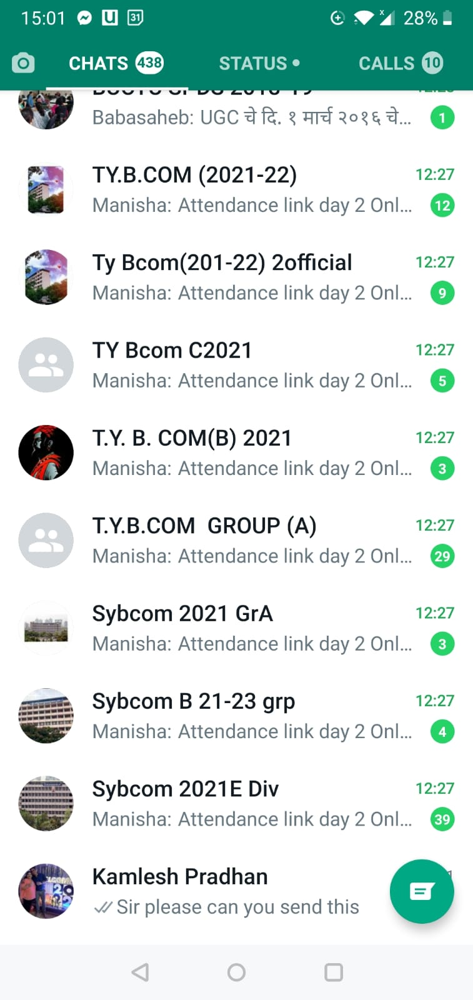 15:01 31 28%
CHATS 438 STATUS CALLS 10
Babasaheb: UGC चे दि. १ मार्च २०१६ चे... 1
TY.B.COM (2021-22) 12:27
Manisha: Attendance link day 2 Onl... 12
Ty Bcom(201-22) 2official 12:27
Manisha: Attendance link day 2 Onl... 9
TY Bcom C2021 12:27
Manisha: Attendance link day 2 Onl... 5
T.Y. B. COM(B) 2021 12:27
Manisha: Attendance link day 2 Onl... 3
T.Y.B.COM  GROUP (A) 12:27
Manisha: Attendance link day 2 Onl... 29
Sybcom 2021 GrA 12:27
Manisha: Attendance link day 2 Onl... 3
Sybcom B 21-23 grp 12:27
Manisha: Attendance link day 2 Onl... 4
Sybcom 2021E Div 12:27
Manisha: Attendance link day 2 Onl... 39
Kamlesh Pradhan
Sir please can you send this